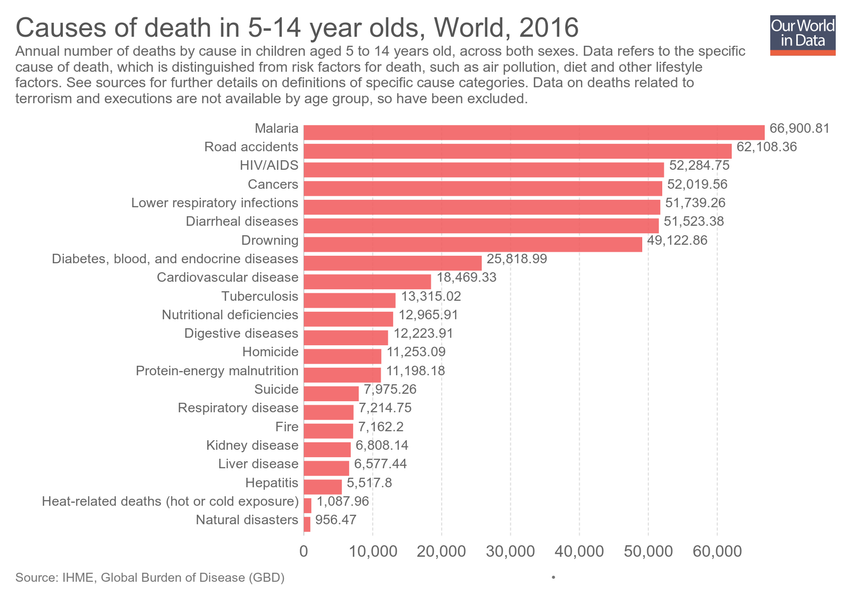 Causes of death in 5-14 year olds, World, 2016
Our World
in Data
Annual number of deaths by cause in children aged 5 to 14 years old, across both sexes. Data refers to the specific
cause of death, which is distinguished from risk factors for death, such as air pollution, diet and other lifestyle
factors. See sources for further details on definitions of specific cause categories. Data on deaths related to
terrorism and executions are not available by age group, so have been excluded.
Malaria 66,900.81
Road accidents 62,108.36
HIV/AIDS 52,284.75
Cancers 52,019.56
Lower respiratory infections 51,739.26
Diarrheal diseases 51,523.38
Drowning 49,122.86
Diabetes, blood, and endocrine diseases 25,818.99
Cardiovascular disease 18,469.33
Tuberculosis 13,315.02
Nutritional deficiencies 12,965.91
Digestive diseases 12,223.91
Homicide 11,253.09
Protein-energy malnutrition 11,198.18
Suicide 7,975.26
Respiratory disease 7,214.75
Fire 7,162.2
Kidney disease 6,808.14
Liver disease 6,577.44
Hepatitis 5,517.8
Heat-related deaths (hot or cold exposure) 1,087.96
Natural disasters 956.47
0 10,000 20,000 30,000 40,000 50,000 60,000
Source: IHME, Global Burden of Disease (GBD) •